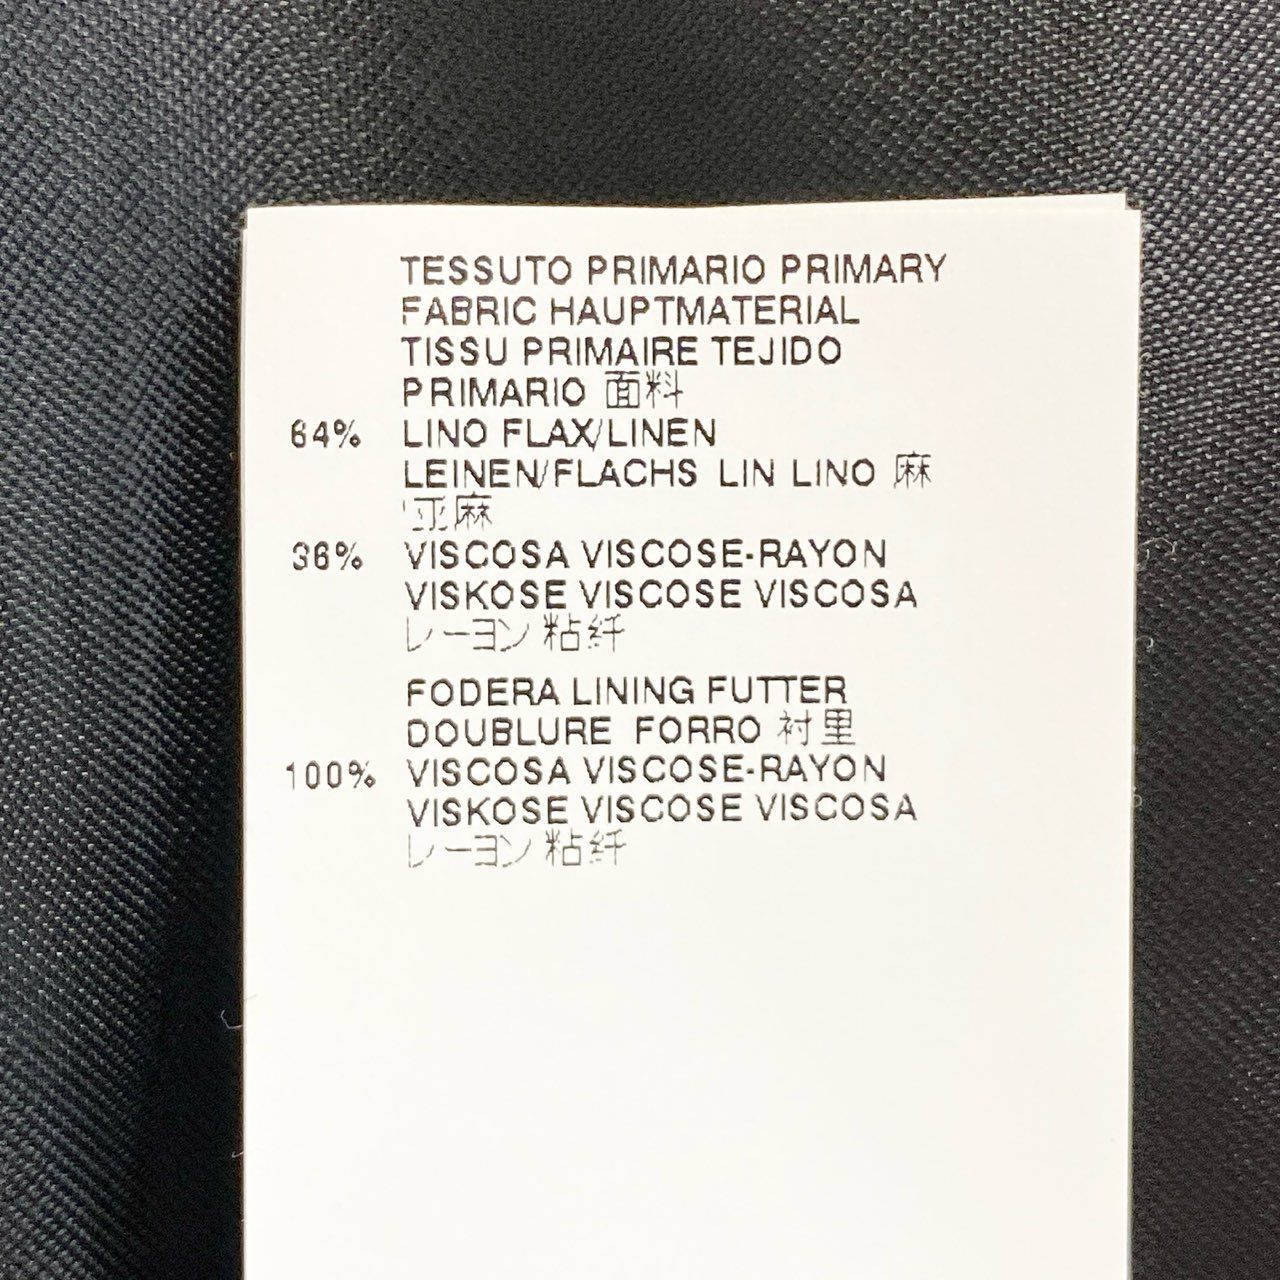 TESSUTO PRIMARIO PRIMARY
FABRIC HAUPTMATERIAL
TISSU PRIMAIRE TEJIDO
PRIMARIO 面料
64% LINO FLAX/LINEN
LEINEN/FLACHS LIN LINO 麻
亚麻
36% VISCOSA VISCOSE-RAYON
VISKOSE VISCOSE VISCOSA
レーヨン 粘纤
FODERA LINING FUTTER
DOUBLURE FORRO 衬里
100% VISCOSA VISCOSE-RAYON
VISKOSE VISCOSE VISCOSA
レーヨン 粘纤